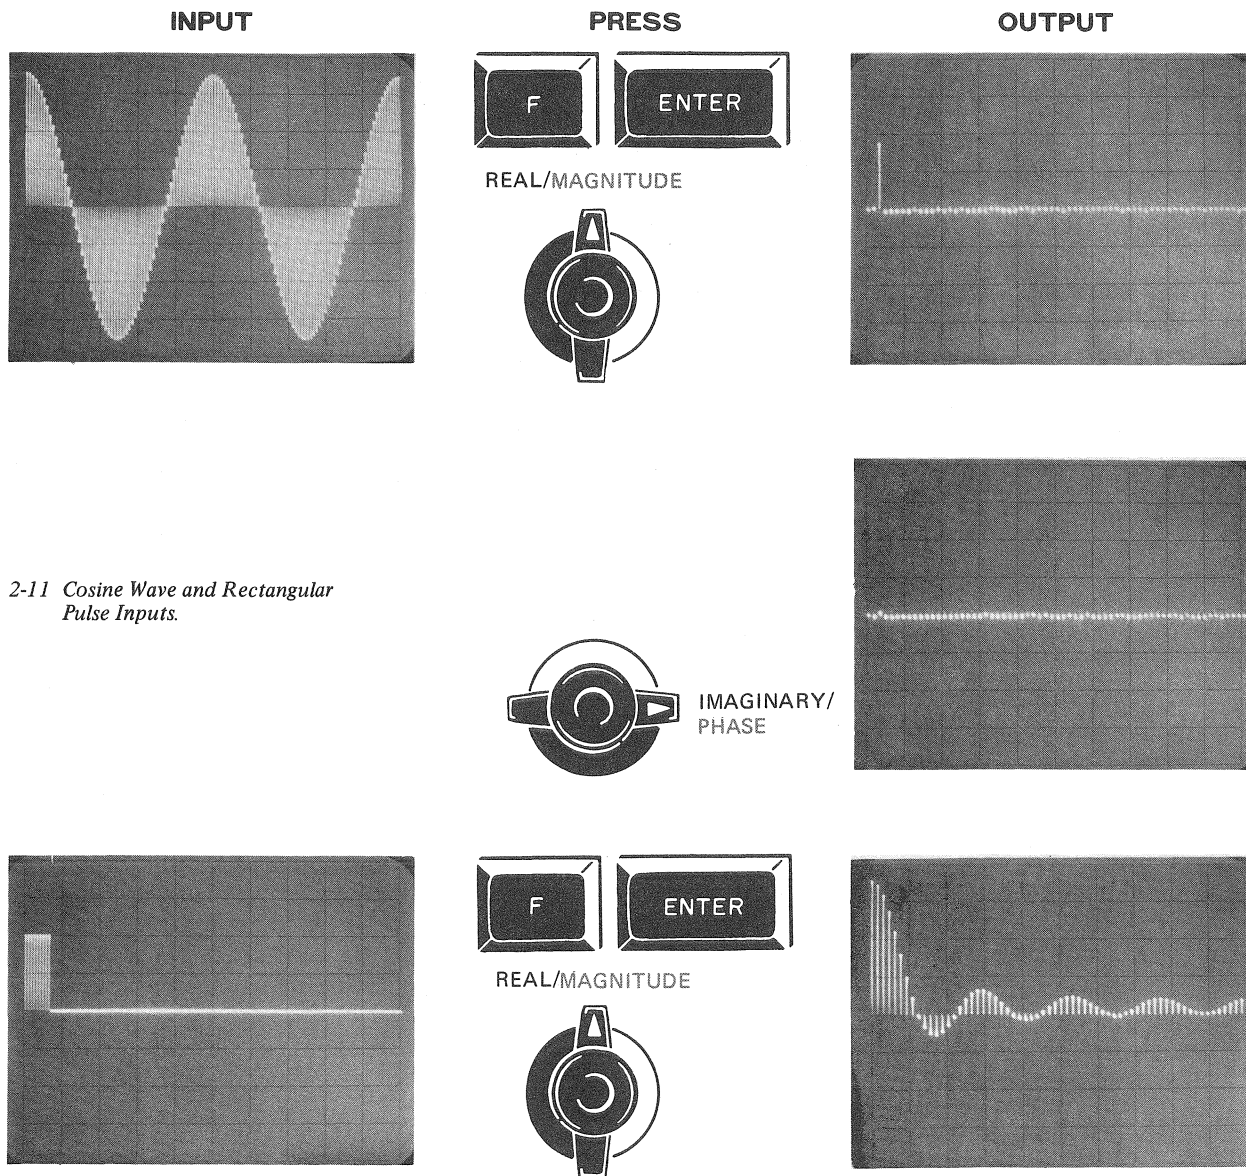 INPUT
PRESS
OUTPUT
F
ENTER
REAL/MAGNITUDE
2-11 Cosine Wave and Rectangular
Pulse Inputs.
IMAGINARY/
PHASE
F
ENTER
REAL/MAGNITUDE